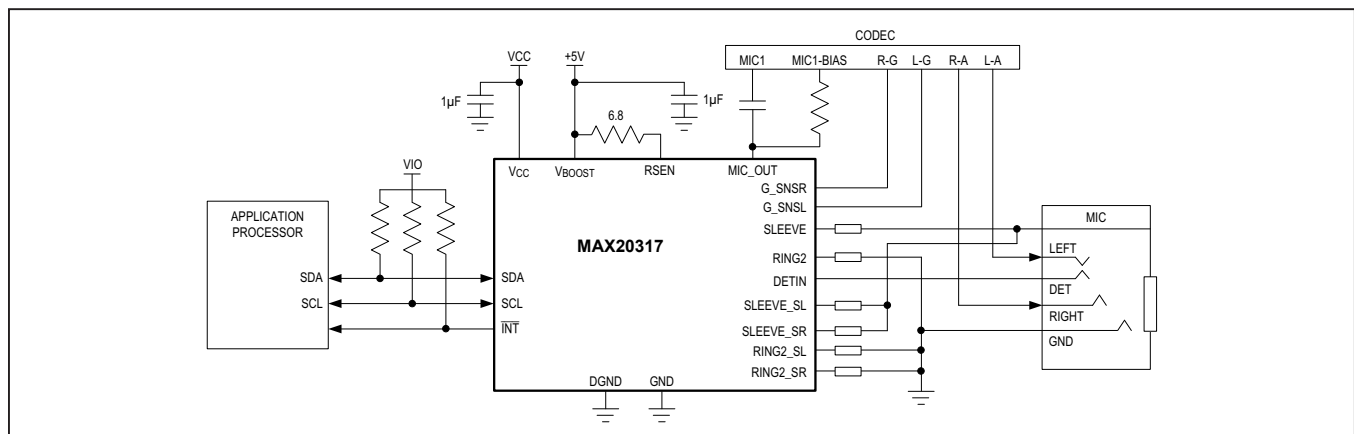 CODEC
MIC1 MIC1-BIAS R-G L-G R-A L-A
VCC +5V
1µF 1µF
6.8
VIO
VCC VBOOST RSEN MIC_OUT
APPLICATION
PROCESSOR
MAX20317
G_SNSR
G_SNSL
SLEEVE
RING2
DETIN
SLEEVE_SL
SLEEVE_SR
RING2_SL
RING2_SR
MIC
LEFT
DET
RIGHT
GND
SDA SDA
SCL SCL
INT
DGND GND